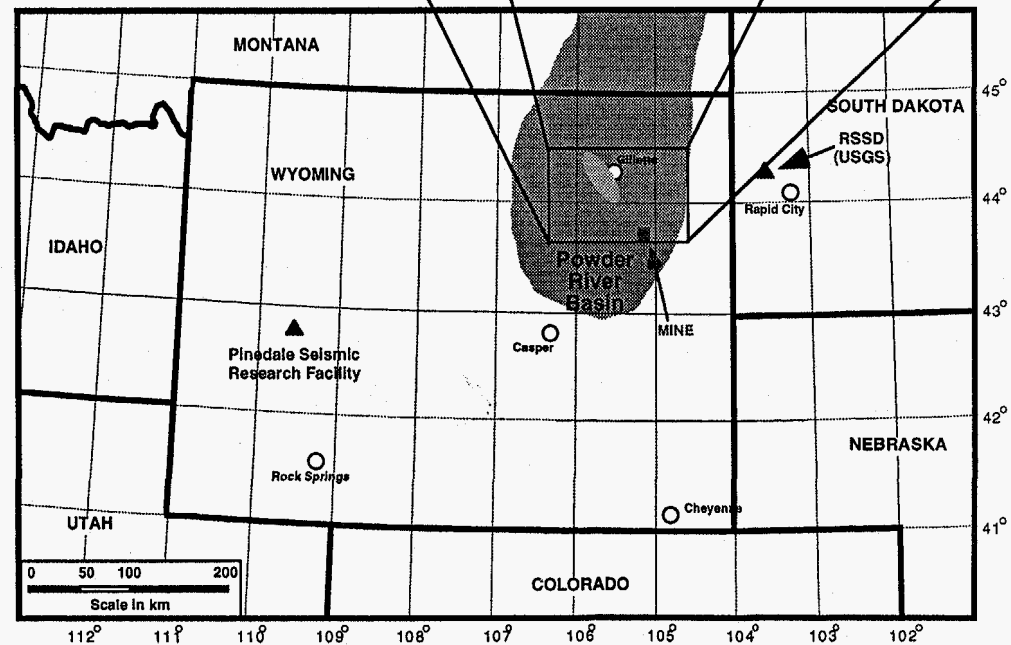 MONTANA
45°
SOUTH DAKOTA
RSSD
(USGS)
Gillette
WYOMING
44°
Rapid City
IDAHO
Powder
River
Basin
43°
MINE
Casper
Pinedale Seismic
Research Facility
42°
NEBRASKA
Rock Springs
Cheyenne
UTAH
41°
0 50 100 200
Scale in km
COLORADO
112° 111° 110° 109° 108° 107° 106° 105° 104° 103° 102°